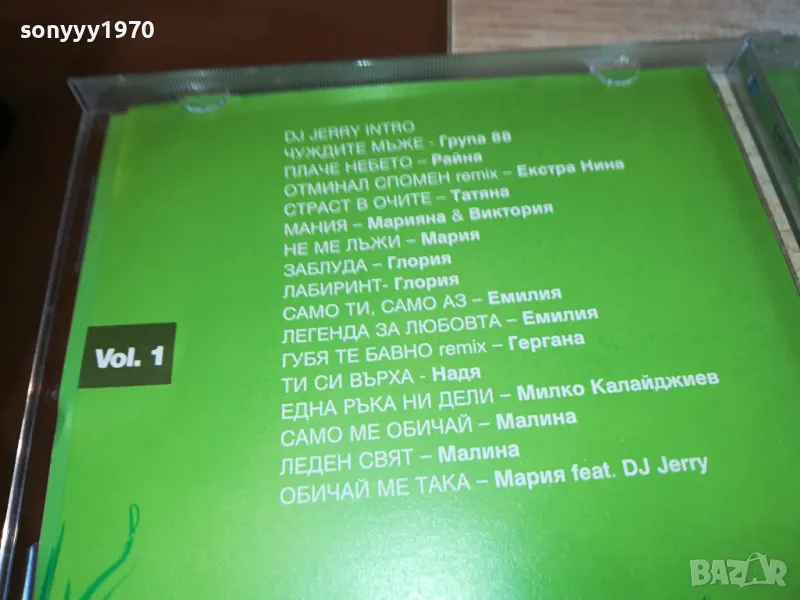 sonyyy1970
DJ JERRY INTRO
ЧУЖДИТЕ МЪЖЕ - Група 88
ПЛАЧЕ НЕБЕТО – Райна
ОТМИНАЛ СПОМЕН remix – Екстра Нина
СТРАСТ В ОЧИТЕ – Татяна
МАНИЯ – Марияна & Виктория
НЕ МЕ ЛЪЖИ – Мария
ЗАБЛУДА – Глория
ЛАБИРИНТ- Глория
САМО ТИ, САМО АЗ – Емилия
ЛЕГЕНДА ЗА ЛЮБОВТА – Емилия
ГУБЯ ТЕ БАВНО remix – Гергана
ТИ СИ ВЪРХА - Надя
ЕДНА РЪКА НИ ДЕЛИ – Милко Калайджиев
САМО МЕ ОБИЧАЙ – Малина
ЛЕДЕН СВЯТ – Малина
ОБИЧАЙ МЕ ТАКА – Мария feat. DJ Jerry
Vol. 1
BAZAR